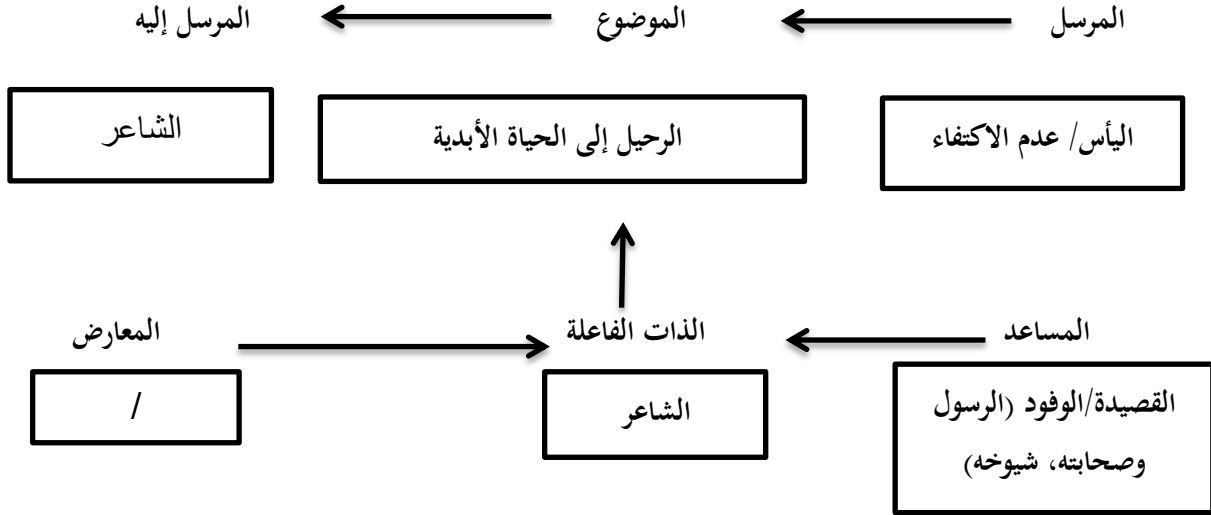 المرسل
الموضوع
المرسل إليه
اليأس/ عدم الاكتفاء
الرحيل إلى الحياة الأبدية
الشاعر
المساعد
الذات الفاعلة
المعارض
القصيدة/الوفود (الرسول
وصحابته، شيوخه)
الشاعر
/